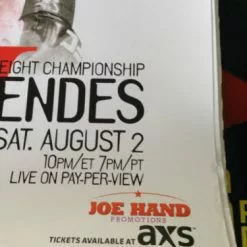 EIGHT CHAMPIONSHIP
ENDES
SAT. AUGUST 2
10PM/ET 7PM/PT
LIVE ON PAY-PER-VIEW
JOE HAND
PROMOTIONS
TICKETS AVAILABLE AT axs